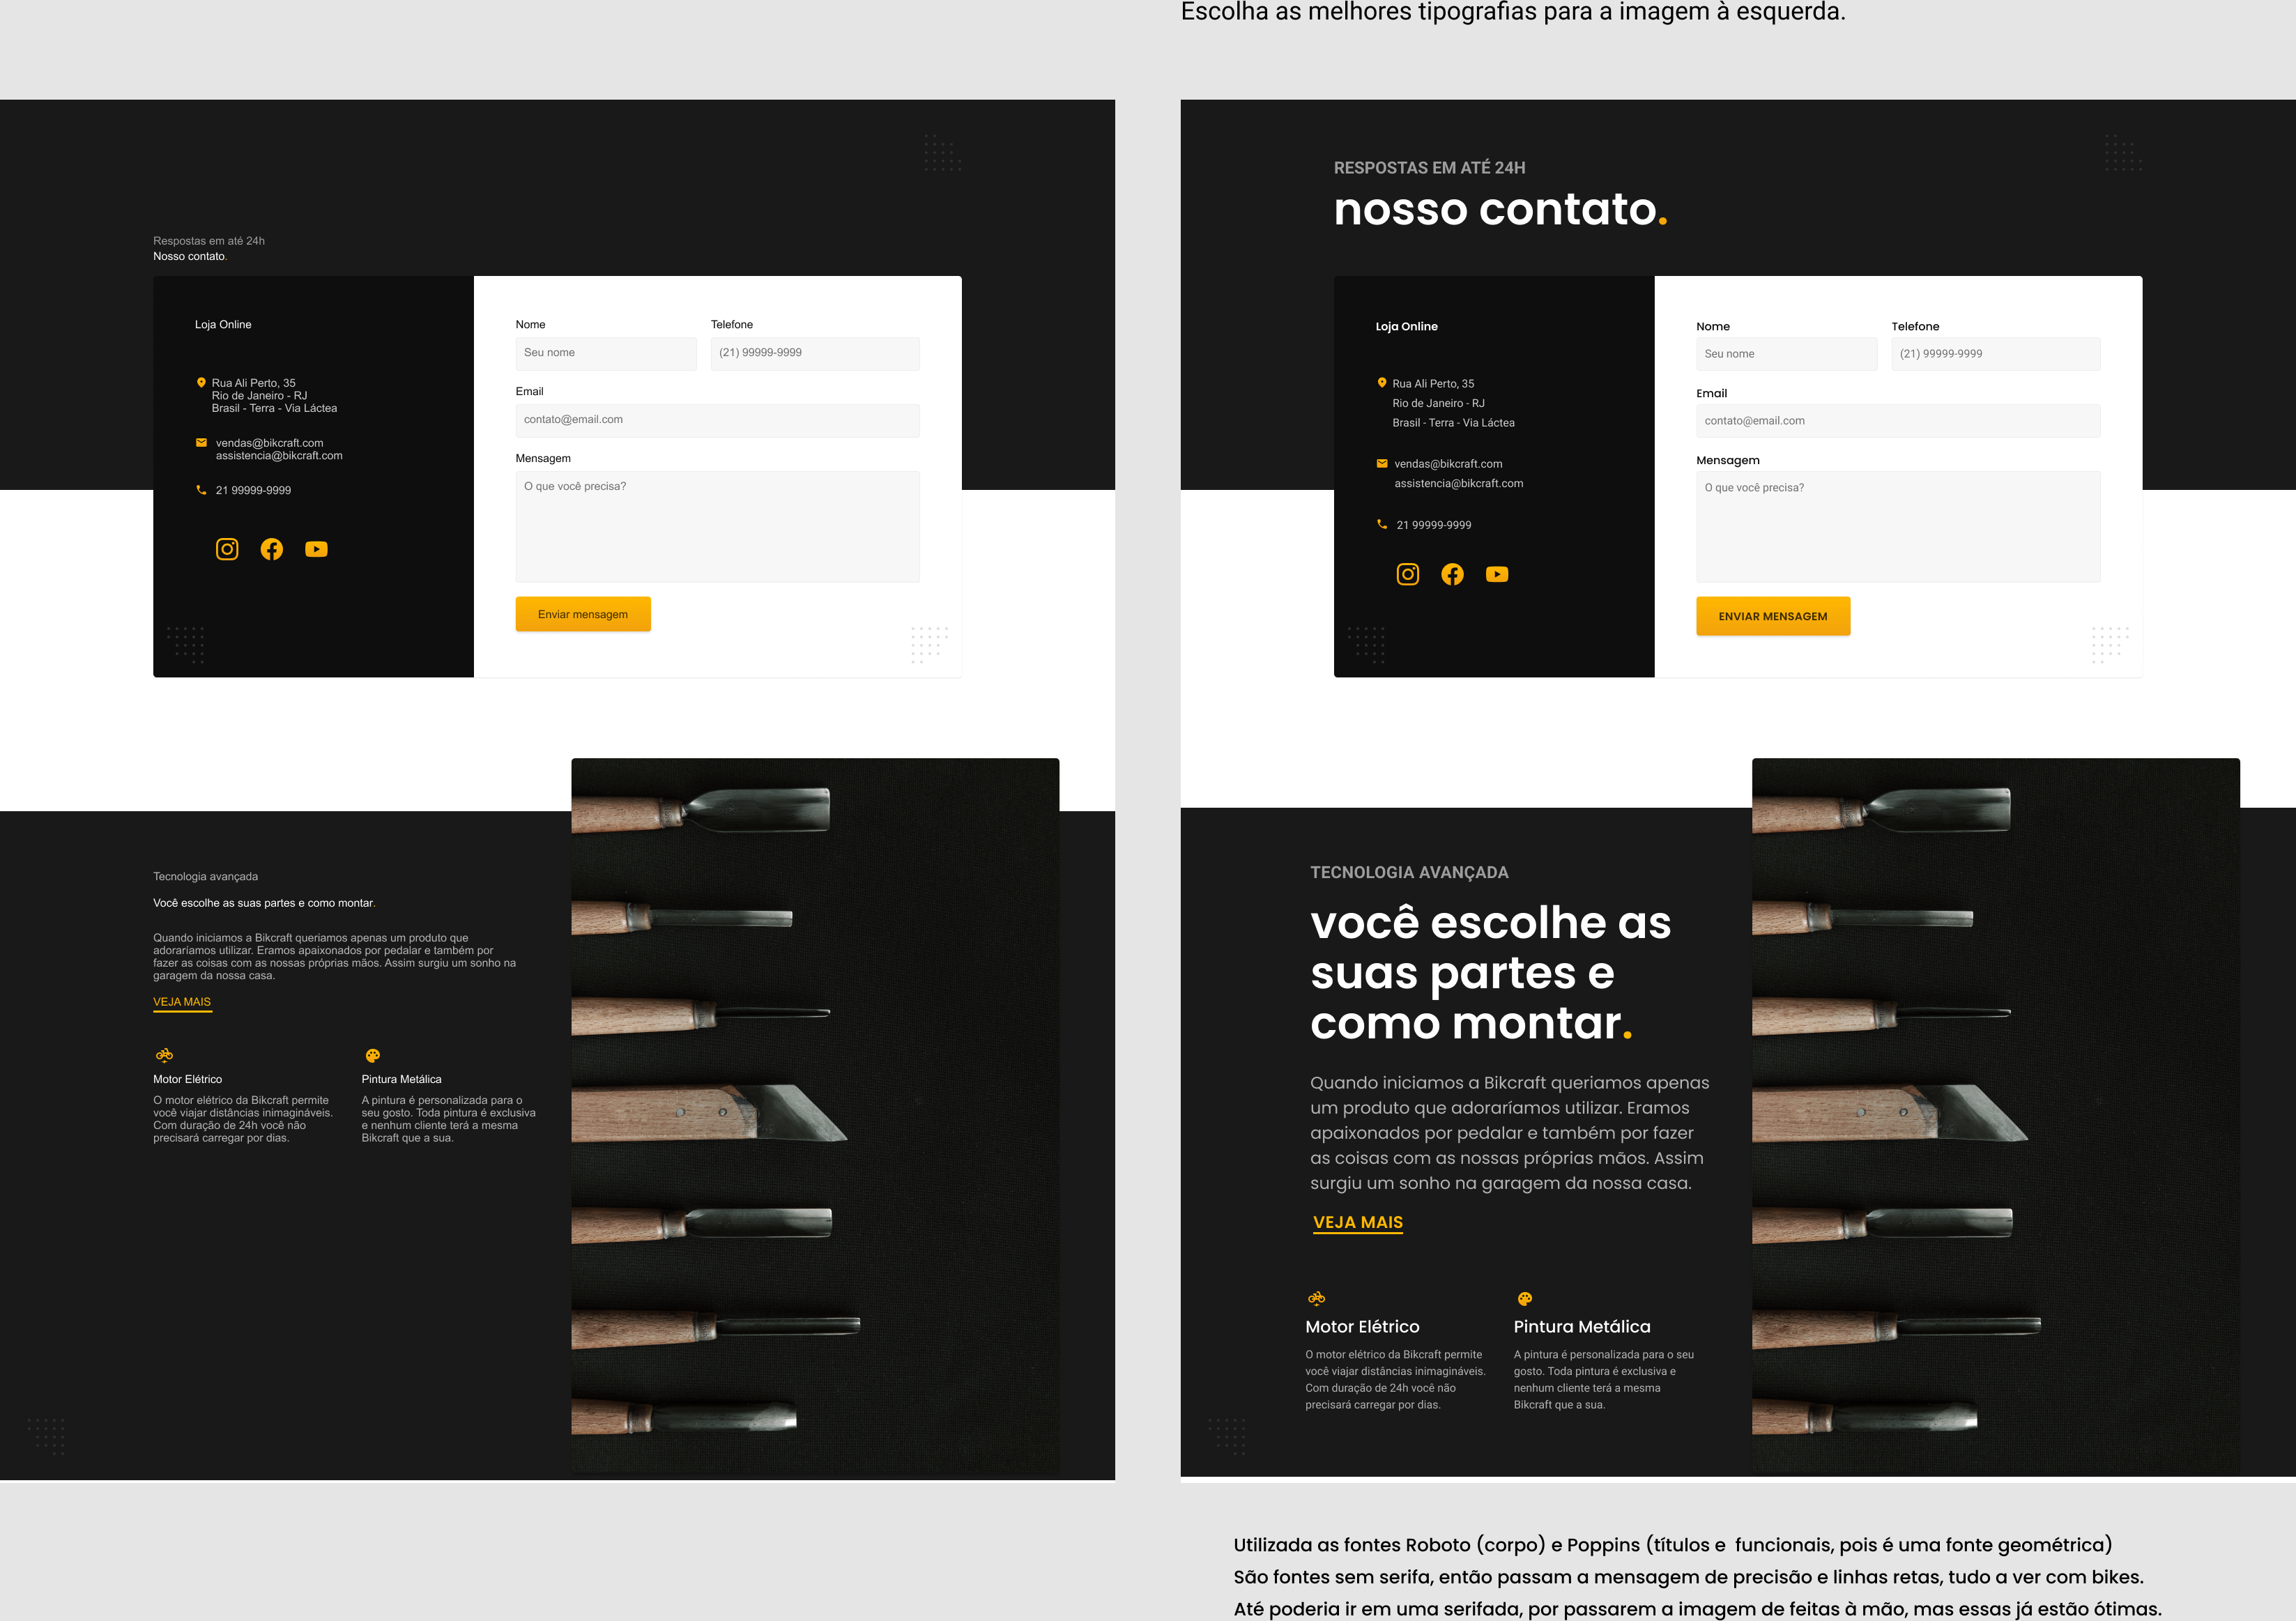 Escolha as melhores tipografias para a imagem à esquerda.
Respostas em até 24h
Nosso contato.
Loja Online
Rua Ali Perto, 35
Rio de Janeiro - RJ
Brasil - Terra - Via Láctea
vendas@bikcraft.com
assistencia@bikcraft.com
21 99999-9999
Nome
Seu nome
Telefone
(21) 99999-9999
Email
contato@email.com
Mensagem
O que você precisa?
Enviar mensagem
Tecnologia avançada
Você escolhe as suas partes e como montar.
Quando iniciamos a Bikcraft queriamos apenas um produto que
adoraríamos utilizar. Eramos apaixonados por pedalar e também por
fazer as coisas com as nossas próprias mãos. Assim surgiu um sonho na
garagem da nossa casa.
VEJA MAIS
Motor Elétrico
O motor elétrico da Bikcraft permite
você viajar distâncias inimagináveis.
Com duração de 24h você não
precisará carregar por dias.
Pintura Metálica
A pintura é personalizada para o
seu gosto. Toda pintura é exclusiva
e nenhum cliente terá a mesma
Bikcraft que a sua.
RESPOSTAS EM ATÉ 24H
nosso contato.
Loja Online
Rua Ali Perto, 35
Rio de Janeiro - RJ
Brasil - Terra - Via Láctea
vendas@bikcraft.com
assistencia@bikcraft.com
21 99999-9999
Nome
Seu nome
Telefone
(21) 99999-9999
Email
contato@email.com
Mensagem
O que você precisa?
ENVIAR MENSAGEM
TECNOLOGIA AVANÇADA
você escolhe as
suas partes e
como montar.
Quando iniciamos a Bikcraft queriamos apenas
um produto que adoraríamos utilizar. Eramos
apaixonados por pedalar e também por fazer
as coisas com as nossas próprias mãos. Assim
surgiu um sonho na garagem da nossa casa.
VEJA MAIS
Motor Elétrico
O motor elétrico da Bikcraft permite
você viajar distâncias inimagináveis.
Com duração de 24h você não
precisará carregar por dias.
Pintura Metálica
A pintura é personalizada para o seu
gosto. Toda pintura é exclusiva e
nenhum cliente terá a mesma
Bikcraft que a sua.
Utilizada as fontes Roboto (corpo) e Poppins (títulos e funcionais, pois é uma fonte geométrica)
São fontes sem serifa, então passam a mensagem de precisão e linhas retas, tudo a ver com bikes.
Até poderia ir em uma serifada, por passarem a imagem de feitas à mão, mas essas já estão ótimas.